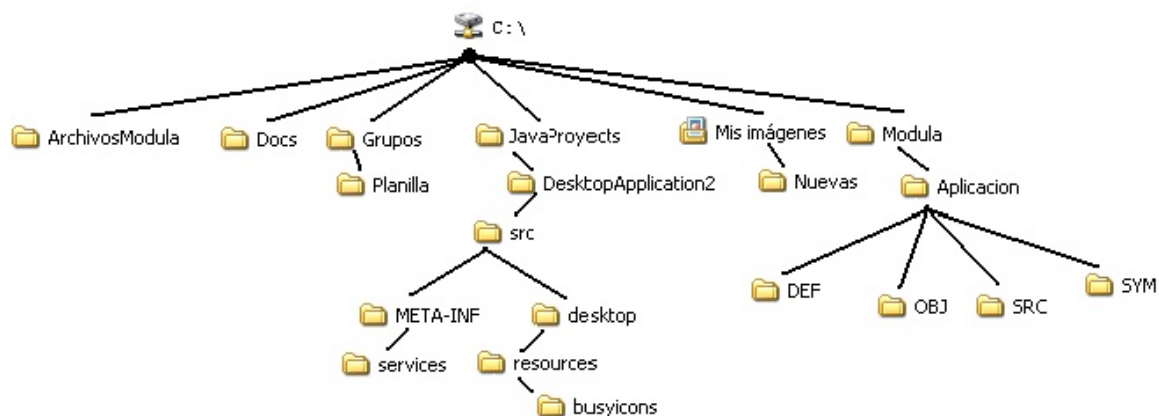 C:\
ArchivosModula
Docs
Grupos
JavaProyects
Mis imágenes
Modula
Planilla
DesktopApplication2
Nuevas
Aplicacion
src
DEF
OBJ
SRC
SYM
META-INF
desktop
services
resources
busyicons